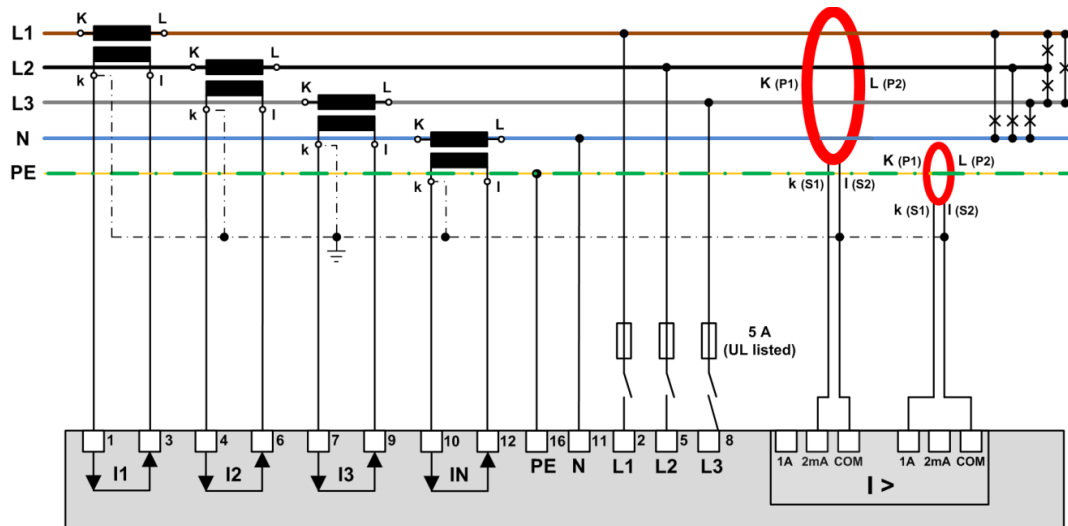 K L
L1
K L
L2
K L
L3
K L
N
PE
k l
k l
k l
k l
K (P1) L (P2)
K (P1) L (P2)
k (S1) l (S2)
k (S1) l (S2)
5 A
(UL listed)
1 3 4 6 7 9 10 12 16 11 2 5 8
I1 I2 I3 IN PE N L1 L2 L3
1A 2mA COM 1A 2mA COM
I >